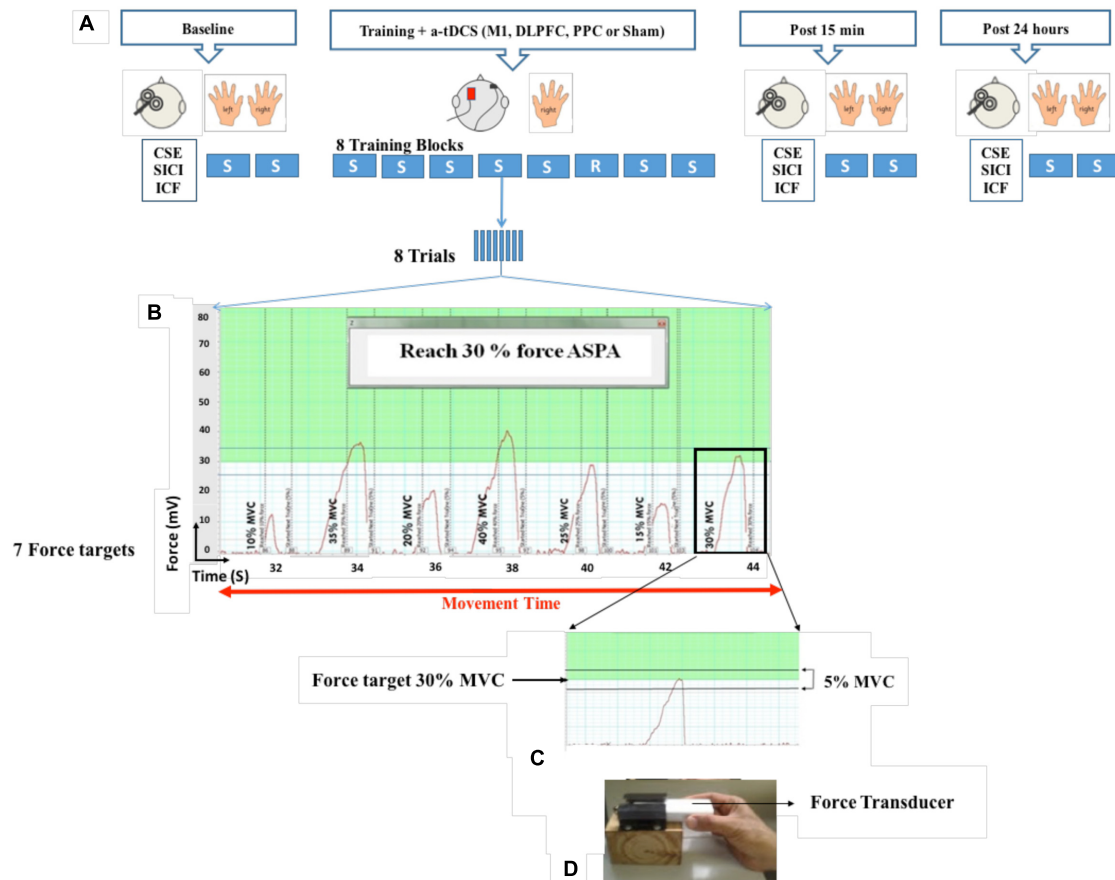 A
Baseline
Training + a-tDCS (M1, DLPFC, PPC or Sham)
Post 15 min
Post 24 hours
left right
right
left right
left right
CSE
SICI
ICF
S S
8 Training Blocks
S S S S S R S S
CSE
SICI
ICF
S S
CSE
SICI
ICF
S S
8 Trials
B
Reach 30 % force ASPA
80
70
60
50
40
30
20
10
0
Force (mV)
7 Force targets
10% MVC
35% MVC
20% MVC
40% MVC
25% MVC
15% MVC
30% MVC
Time (S)
32 34 36 38 40 42 44
Movement Time
Force target 30% MVC
5% MVC
C
Force Transducer
D